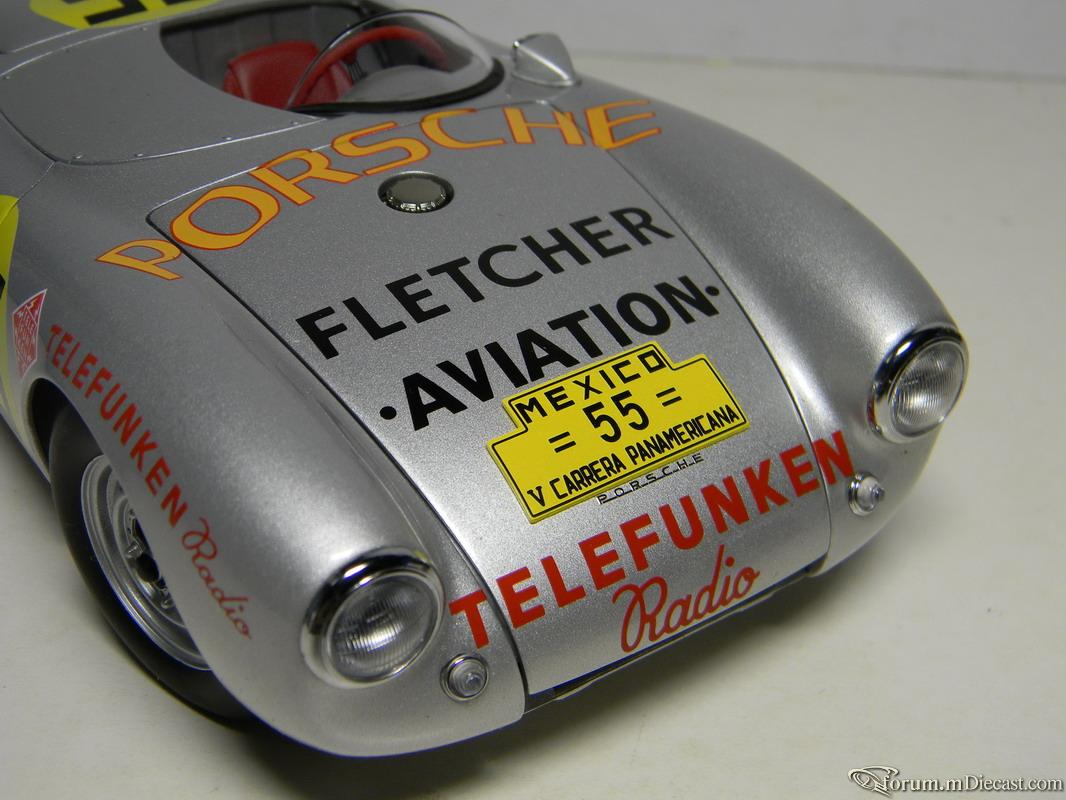 PORSCHE
FLETCHER
·AVIATION·
MEXICO
= 55 =
V CARRERA PANAMERICANA
PORSCHE
TELEFUNKEN
Radio
TELEFUNKEN
Radio
forum.mDiecast.com